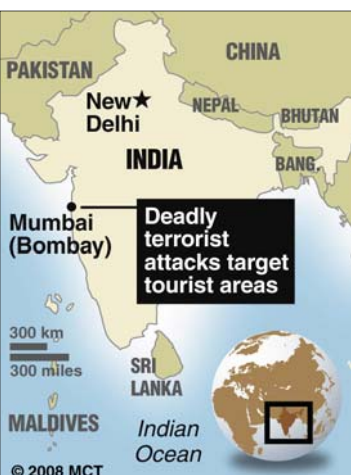 CHINA
PAKISTAN
New
Delhi
NEPAL
BHUTAN
INDIA
BANG.
Mumbai
(Bombay)
Deadly
terrorist
attacks target
tourist areas
300 km
300 miles
SRI
LANKA
MALDIVES
Indian
Ocean
© 2008 MCT